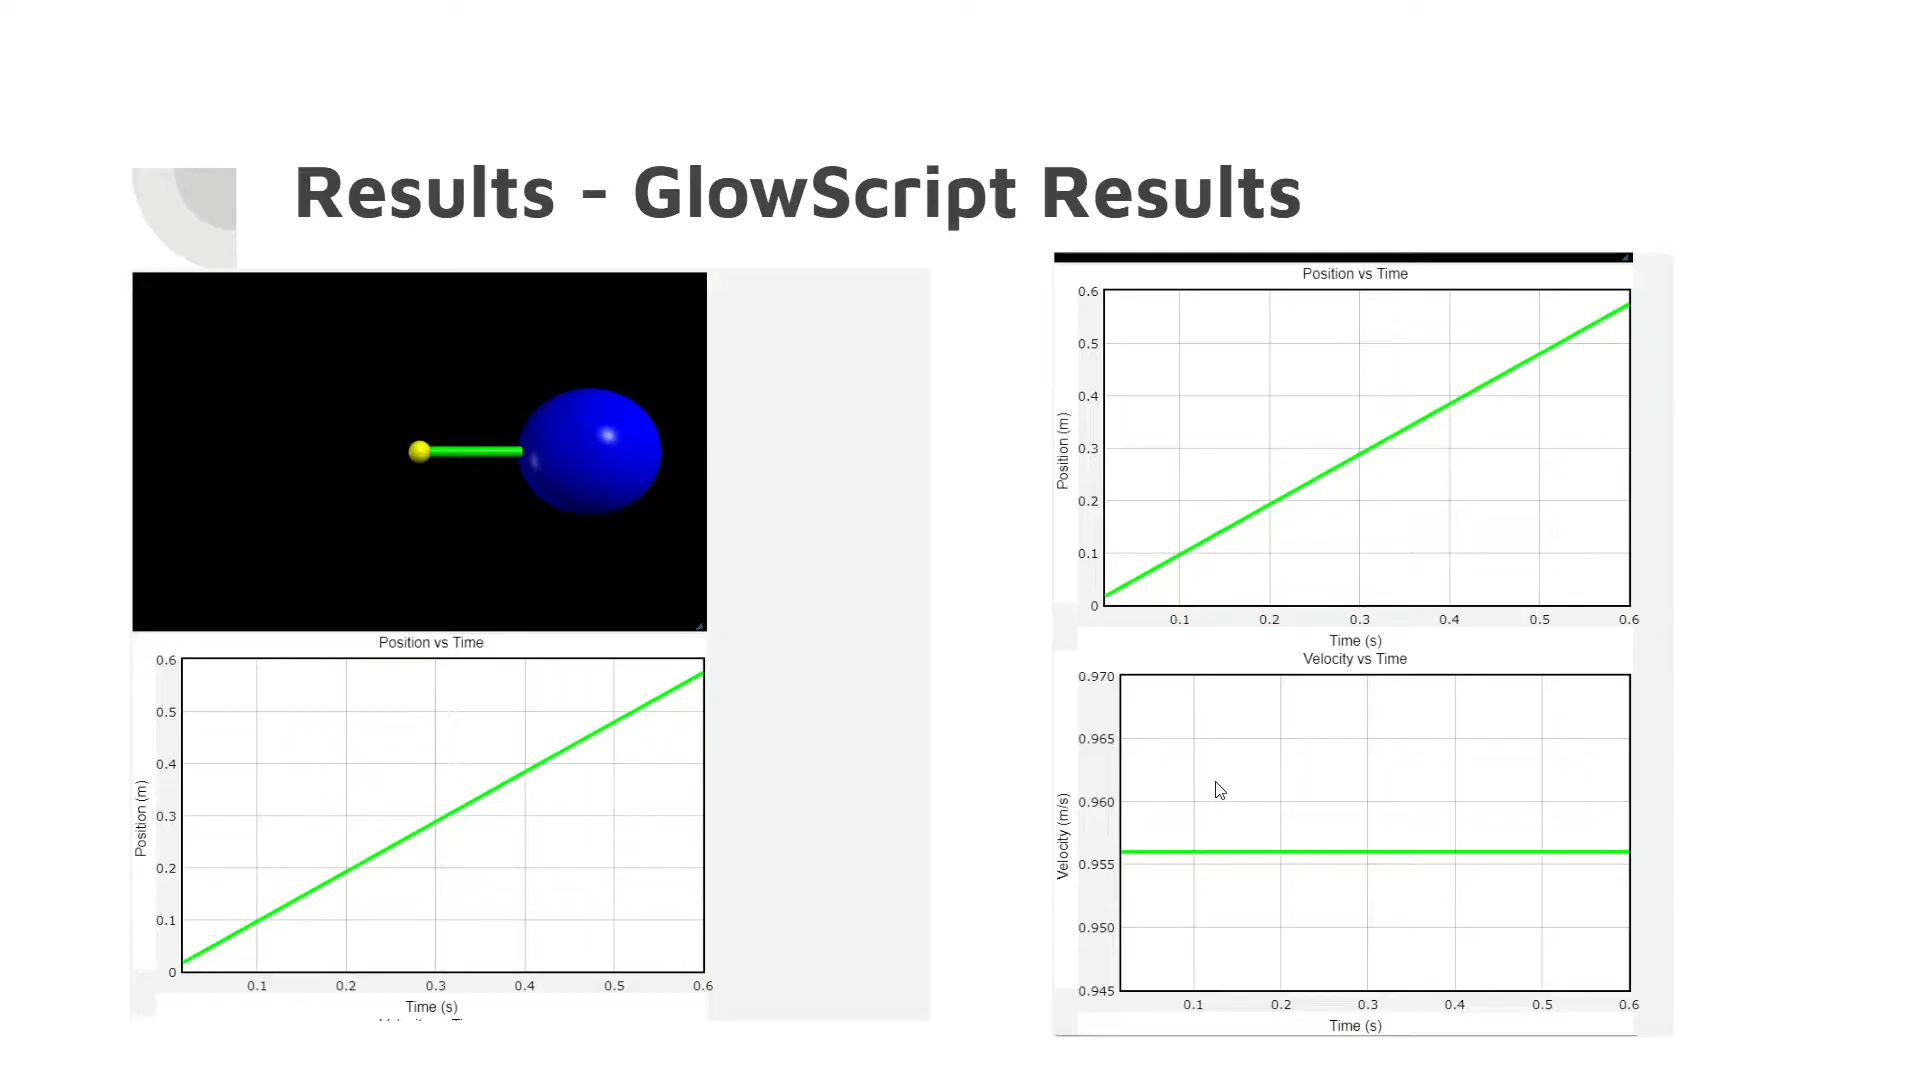 Results - GlowScript Results
Position vs Time
0.6
0.5
0.4
0.3
0.2
0.1
0
Position (m)
0.1 0.2 0.3 0.4 0.5 0.6
Time (s)
Position vs Time
0.6
0.5
0.4
0.3
0.2
0.1
0
Position (m)
0.1 0.2 0.3 0.4 0.5 0.6
Time (s)
Velocity vs Time
0.970
0.965
0.960
0.955
0.950
0.945
Velocity (m/s)
0.1 0.2 0.3 0.4 0.5 0.6
Time (s)